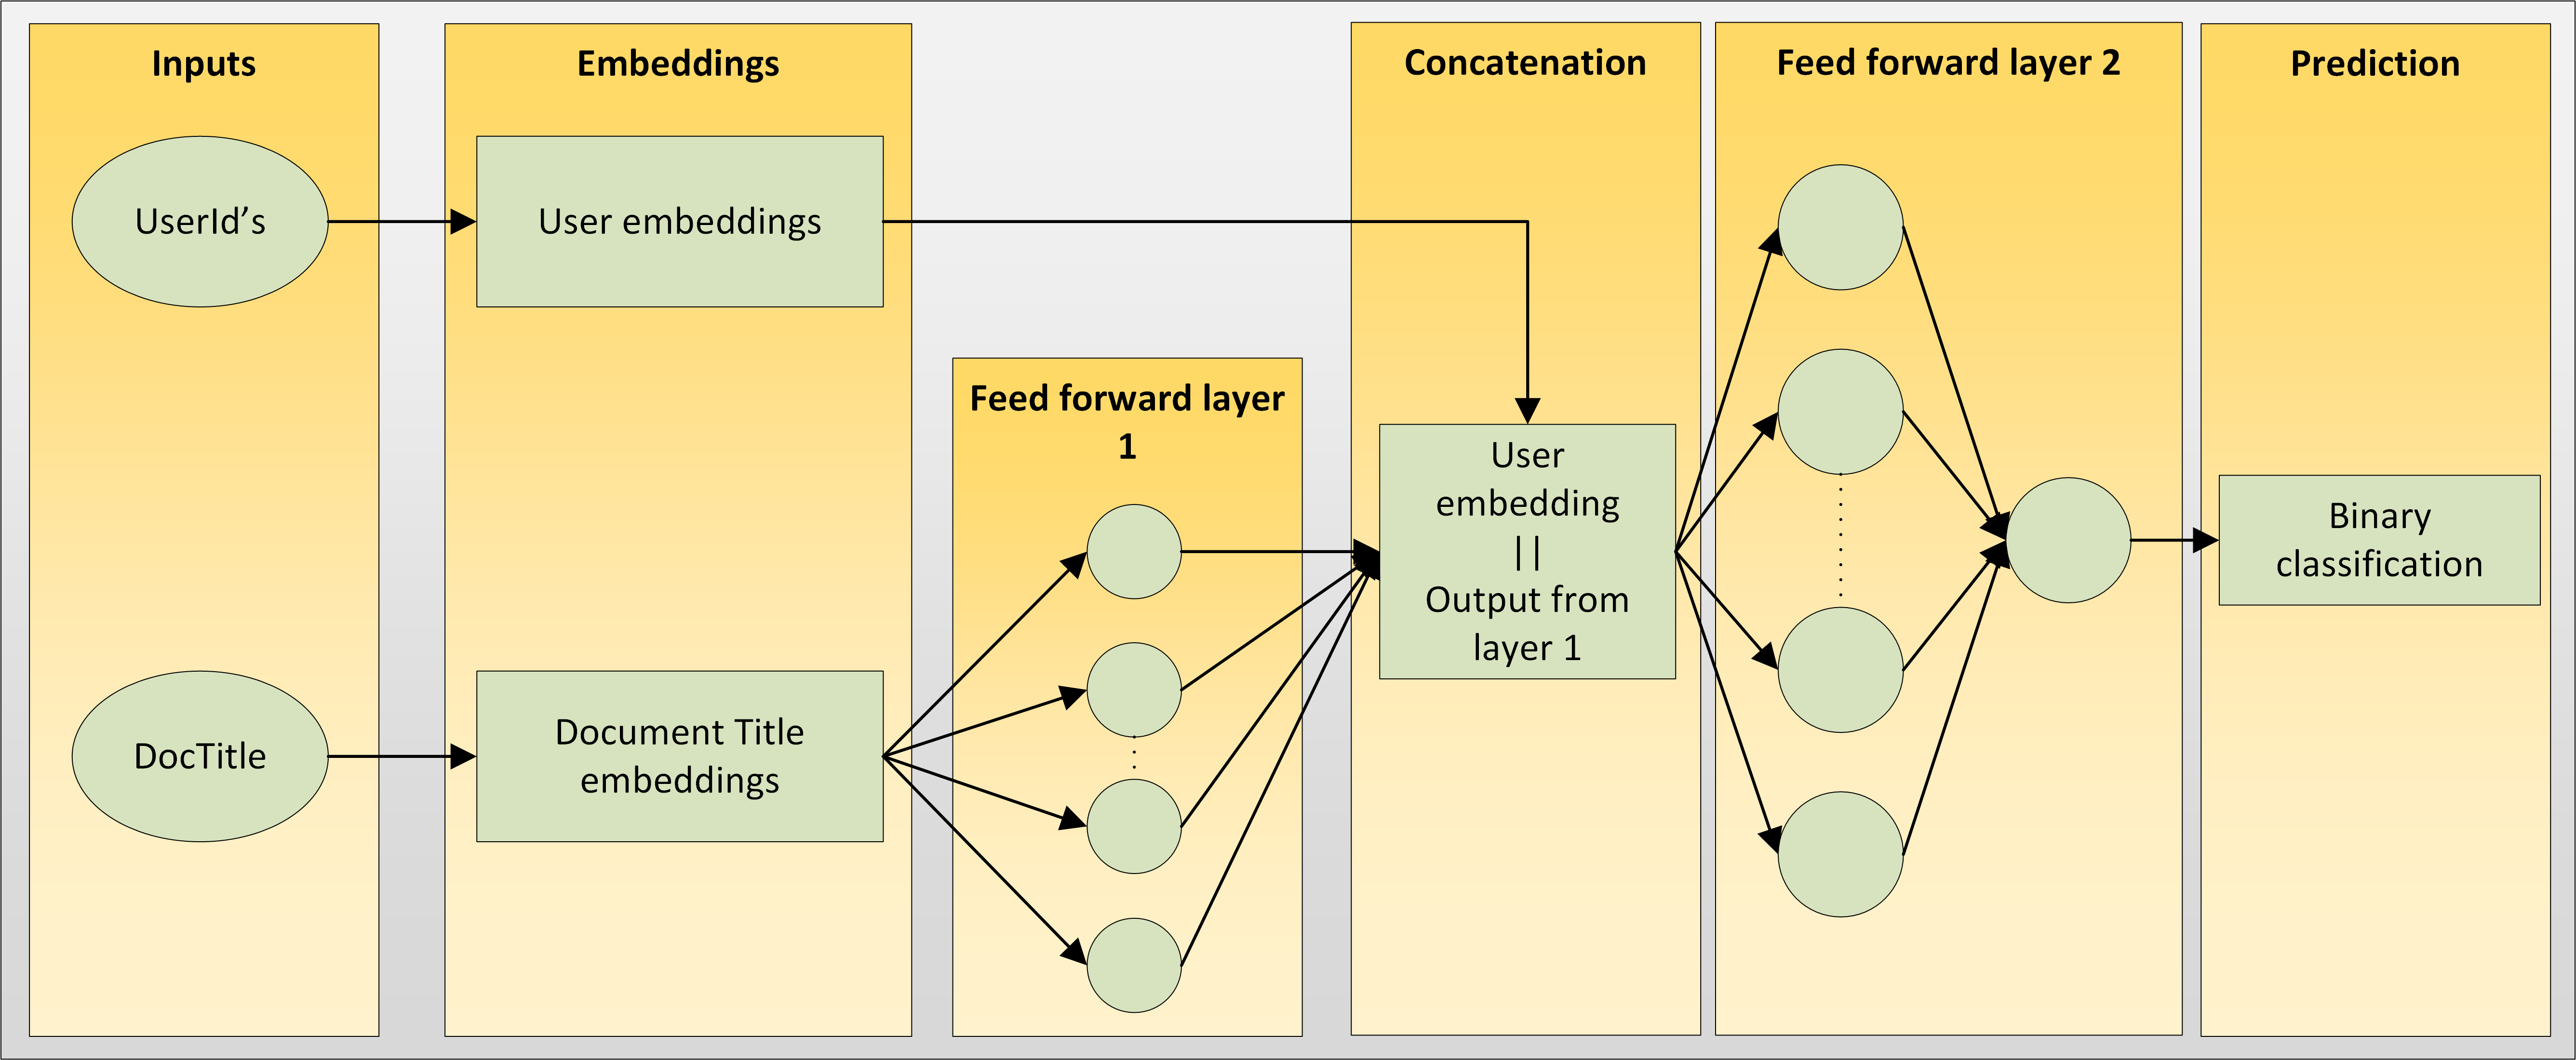 Inputs
Embeddings
Concatenation
Feed forward layer 2
Prediction
UserId’s
User embeddings
Feed forward layer
1
User
embedding
||
Output from
layer 1
Binary
classification
DocTitle
Document Title
embeddings